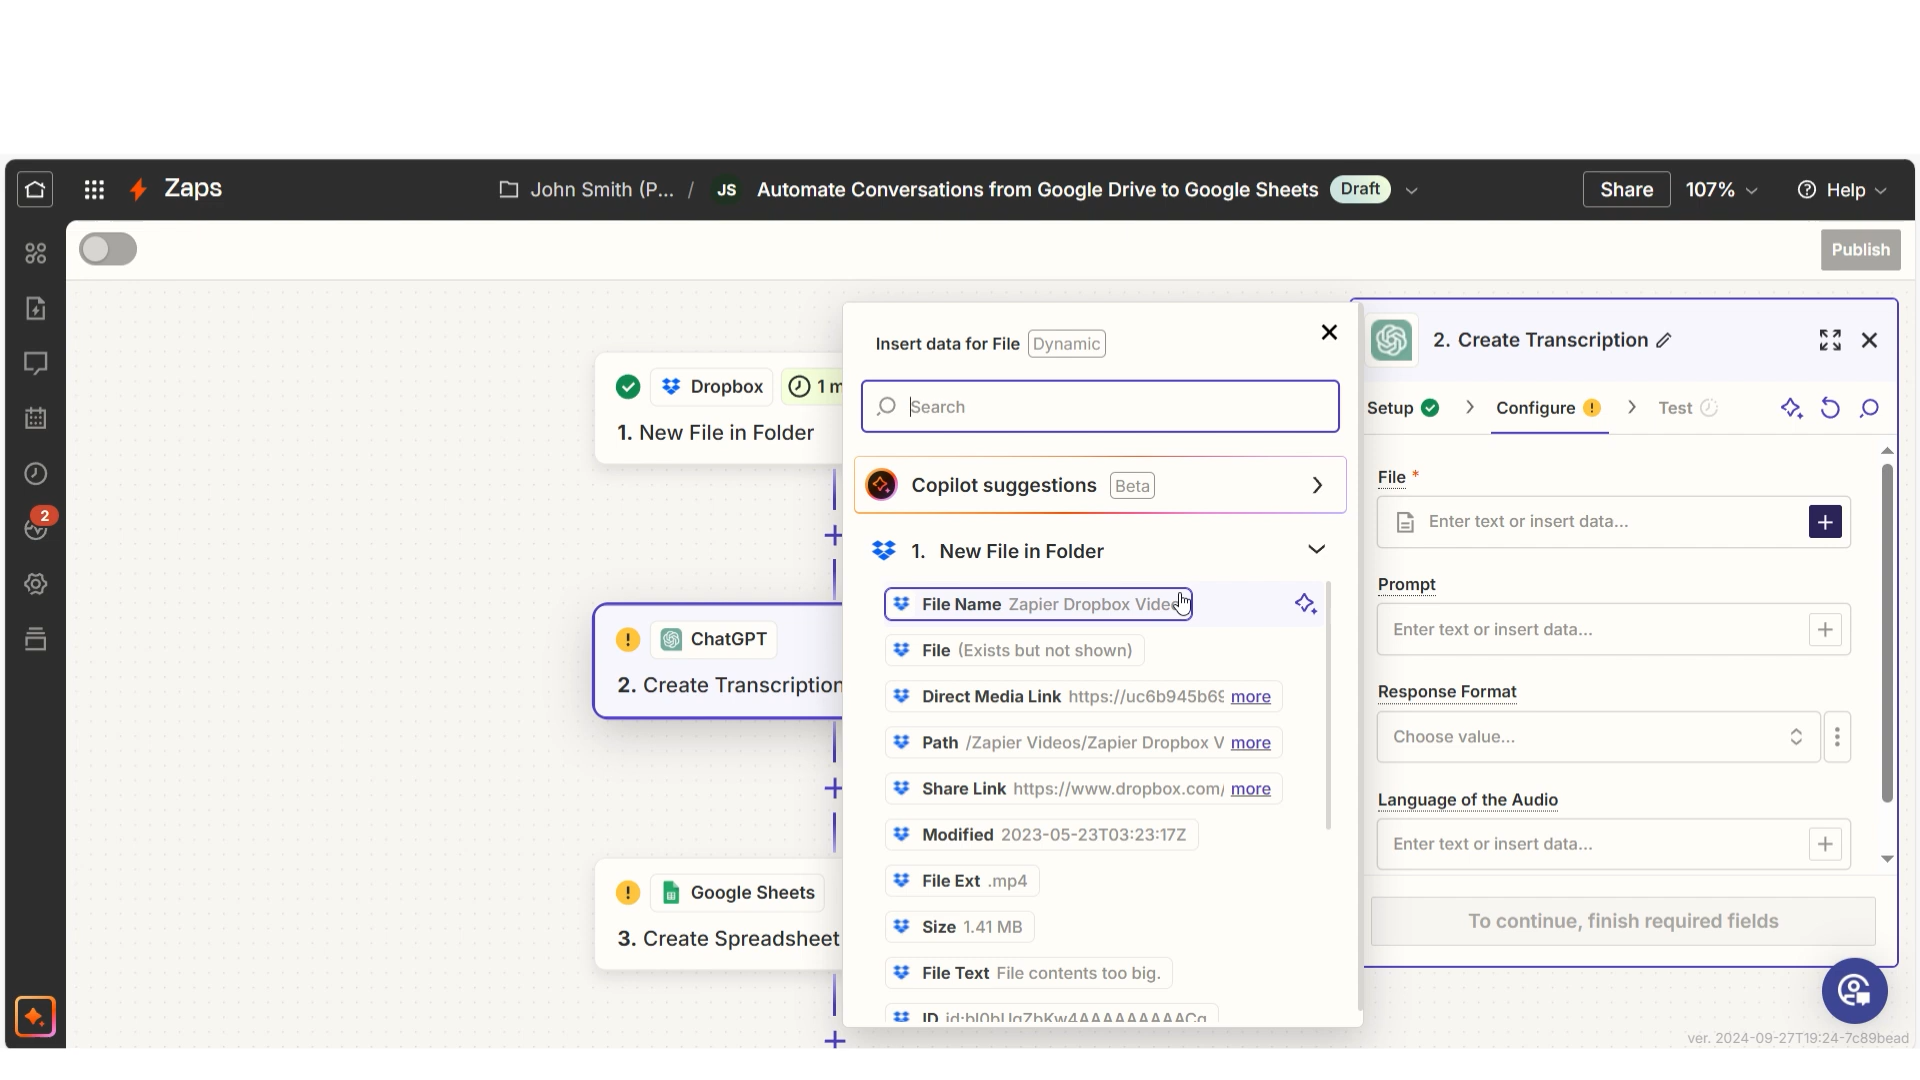 Zaps
John Smith (P... / JS Automate Conversations from Google Drive to Google Sheets Draft
Share 107% Help
Publish
2
Dropbox 1 m
1. New File in Folder
ChatGPT
2. Create Transcription
Google Sheets
3. Create Spreadsheet
Insert data for File Dynamic
Search
Copilot suggestions Beta
1. New File in Folder
File Name Zapier Dropbox Vide
File (Exists but not shown)
Direct Media Link https://uc6b945b69 more
Path /Zapier Videos/Zapier Dropbox V more
Share Link https://www.dropbox.com/ more
Modified 2023-05-23T03:23:17Z
File Ext .mp4
Size 1.41 MB
File Text File contents too big.
ID
2. Create Transcription
Setup Configure Test
File *
Enter text or insert data...
Prompt
Enter text or insert data...
Response Format
Choose value...
Language of the Audio
Enter text or insert data...
To continue, finish required fields
ver. 2024-09-27T19:24-7c89bead